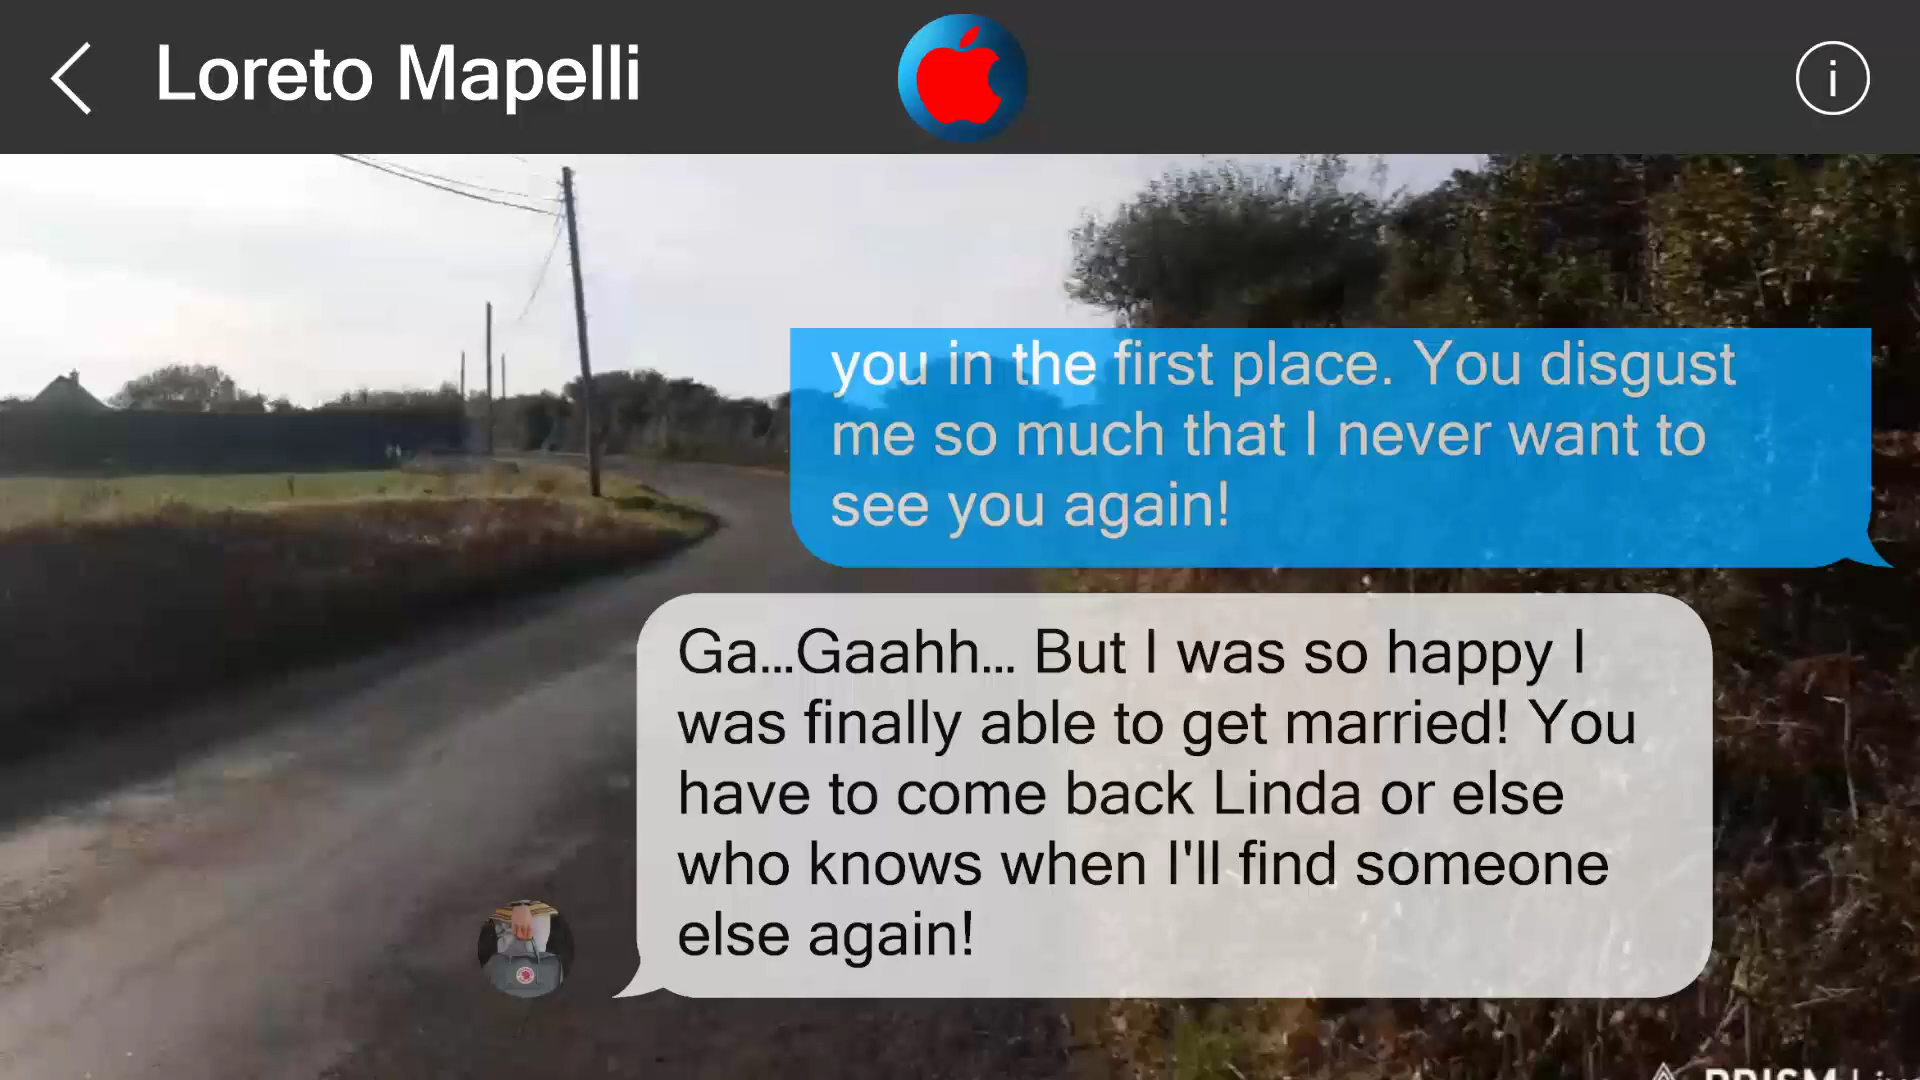 Loreto Mapelli
i
you in the first place. You disgust
me so much that I never want to
see you again!
Ga...Gaahh... But I was so happy I
was finally able to get married! You
have to come back Linda or else
who knows when I'll find someone
else again!
PRISM Live